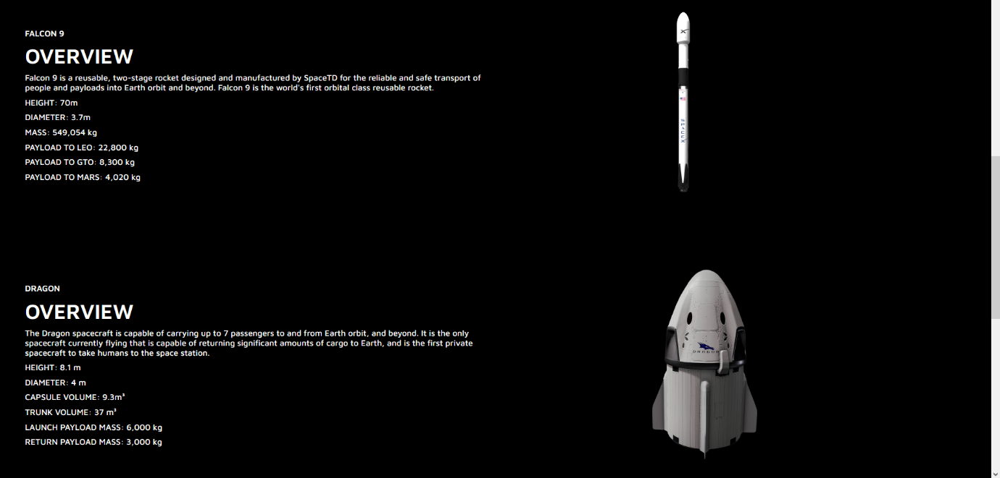 FALCON 9
OVERVIEW
Falcon 9 is a reusable, two-stage rocket designed and manufactured by SpaceTD for the reliable and safe transport of
people and payloads into Earth orbit and beyond. Falcon 9 is the world's first orbital class reusable rocket.
HEIGHT: 70m
DIAMETER: 3.7m
MASS: 549,054 kg
PAYLOAD TO LEO: 22,800 kg
PAYLOAD TO GTO: 8,300 kg
PAYLOAD TO MARS: 4,020 kg
SPACEX
DRAGON
OVERVIEW
The Dragon spacecraft is capable of carrying up to 7 passengers to and from Earth orbit, and beyond. It is the only
spacecraft currently flying that is capable of returning significant amounts of cargo to Earth, and is the first private
spacecraft to take humans to the space station.
HEIGHT: 8.1 m
DIAMETER: 4 m
CAPSULE VOLUME: 9.3m³
TRUNK VOLUME: 37 m³
LAUNCH PAYLOAD MASS: 6,000 kg
RETURN PAYLOAD MASS: 3,000 kg
DRAGON